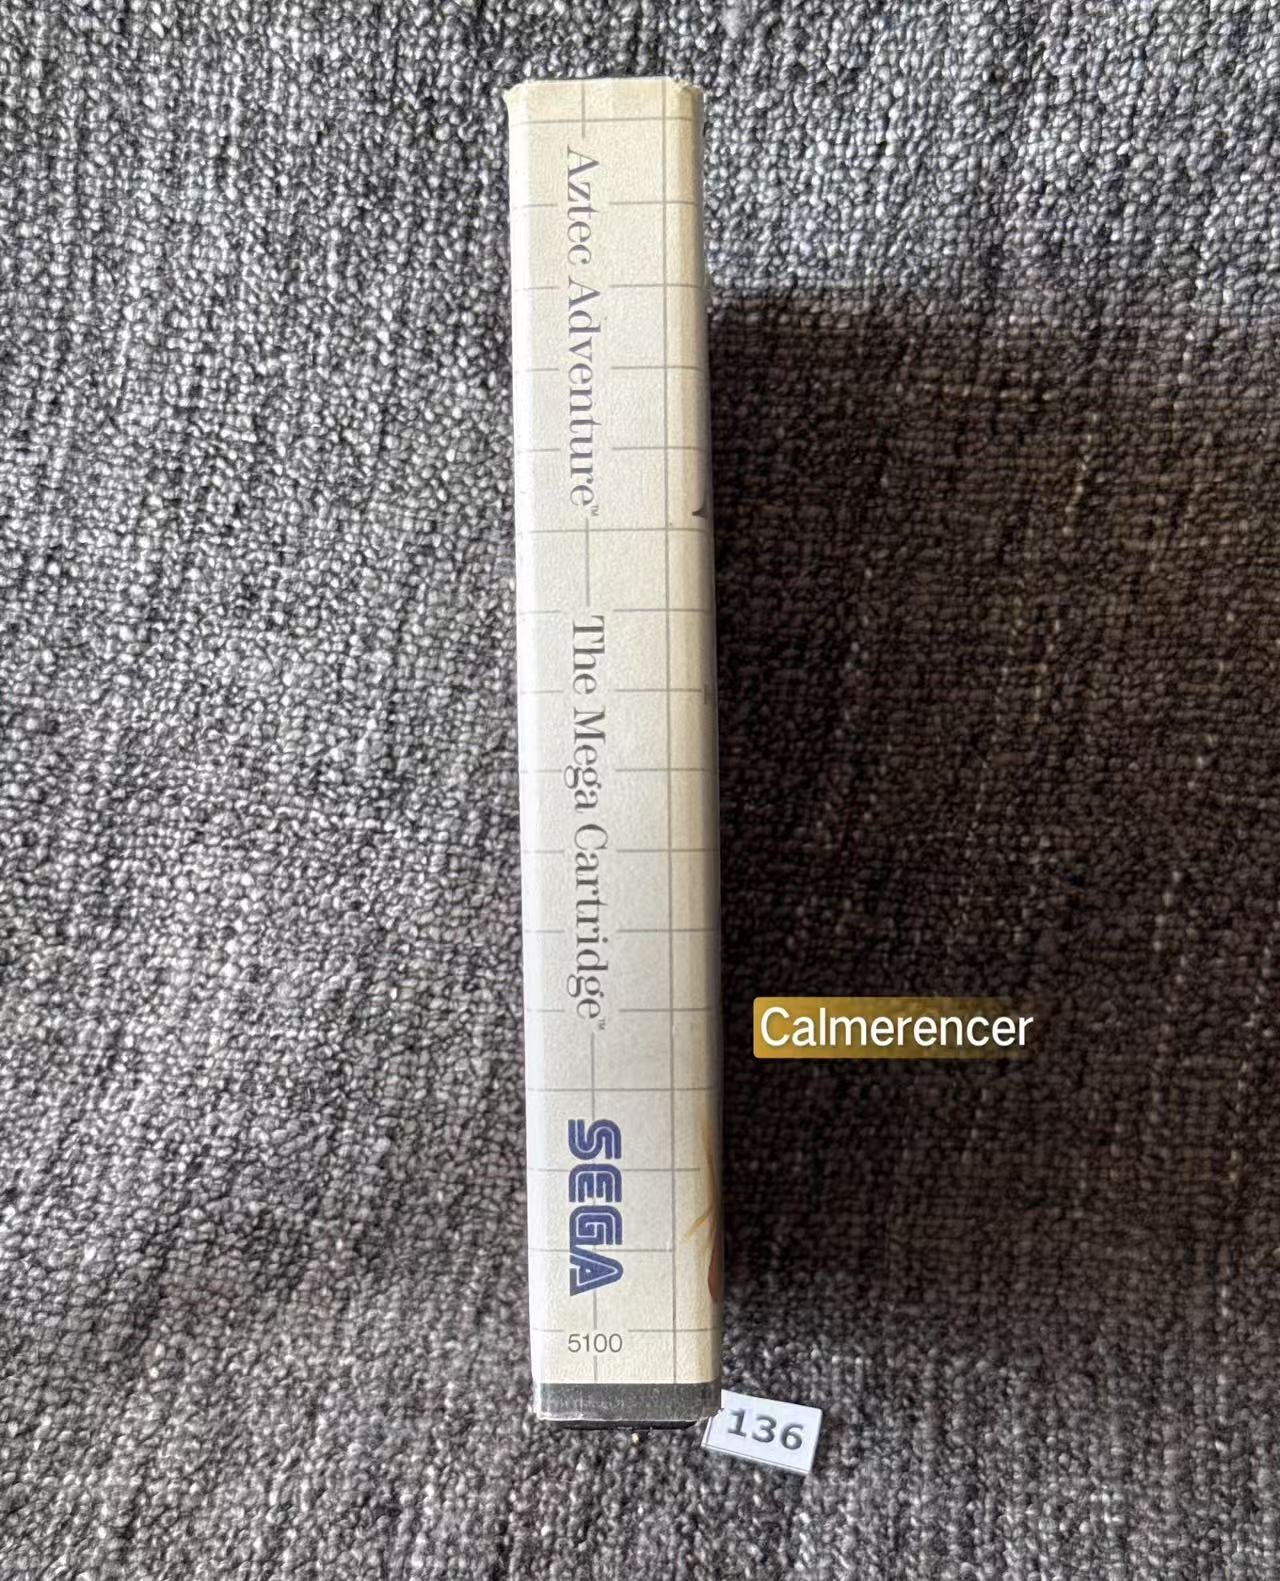 Aztec Adventure™
The Mega Cartridge™
SEGA
5100
136
Calmerencer